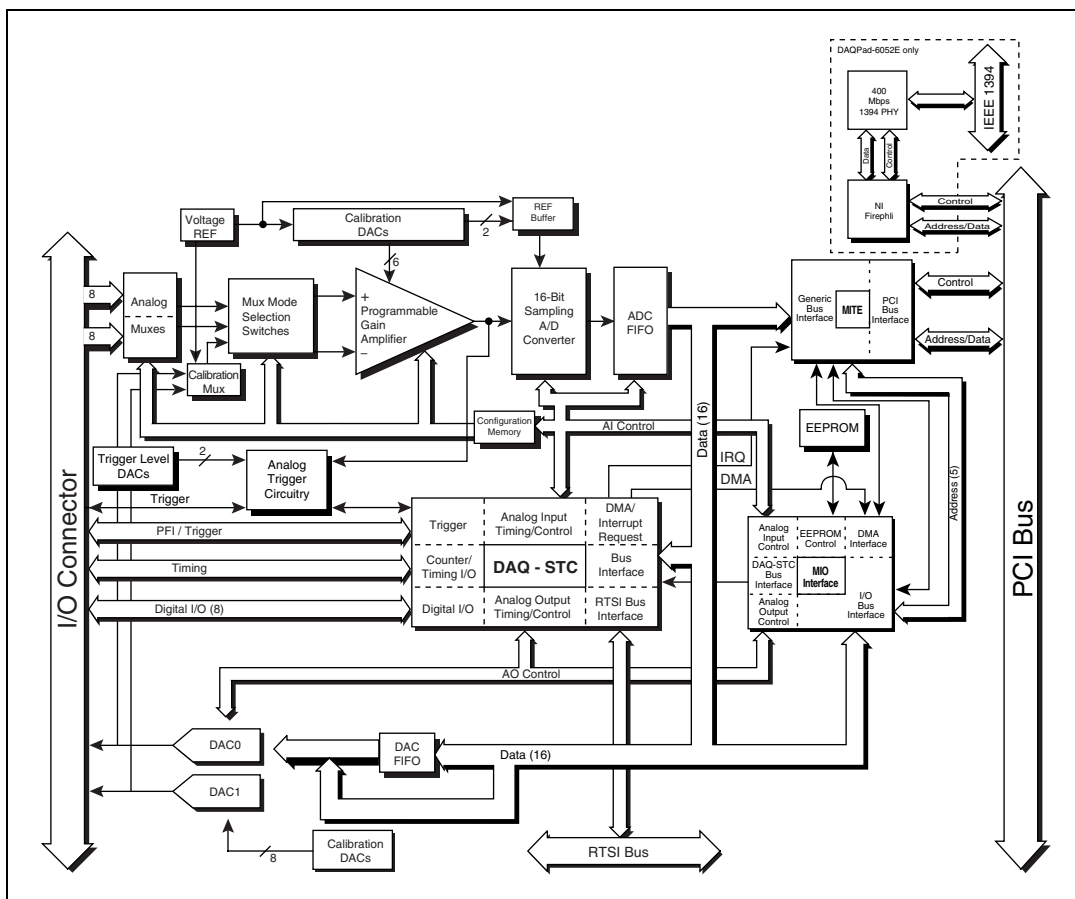 DAQPad-6052E only
400
Mbps
1394 PHY
IEEE 1394
Data
Control
NI
Firephli
Control
Address/Data
Voltage
REF
Calibration
DACs
2
REF
Buffer
6
8
8
Analog
Muxes
Mux Mode
Selection
Switches
+
Programmable
Gain
Amplifier
–
16-Bit
Sampling
A/D
Converter
ADC
FIFO
Generic
Bus
Interface
MITE
PCI
Bus
Interface
Control
Address/Data
Calibration
Mux
Configuration
Memory
AI Control
Data (16)
EEPROM
Address (5)
IRQ
DMA
Trigger Level
DACs
2
Analog
Trigger
Circuitry
Trigger
PFI / Trigger
Timing
Digital I/O (8)
Trigger
Analog Input
Timing/Control
DMA/
Interrupt
Request
Counter/
Timing I/O
DAQ - STC
Bus
Interface
Digital I/O
Analog Output
Timing/Control
RTSI Bus
Interface
Analog
Input
Control
EEPROM
Control
DMA
Interface
DAQ-STC
Bus
Interface
MIO
Interface
I/O
Bus
Interface
Analog
Output
Control
I/O Connector
PCI Bus
AO Control
DAC0
DAC
FIFO
Data (16)
DAC1
8
Calibration
DACs
RTSI Bus